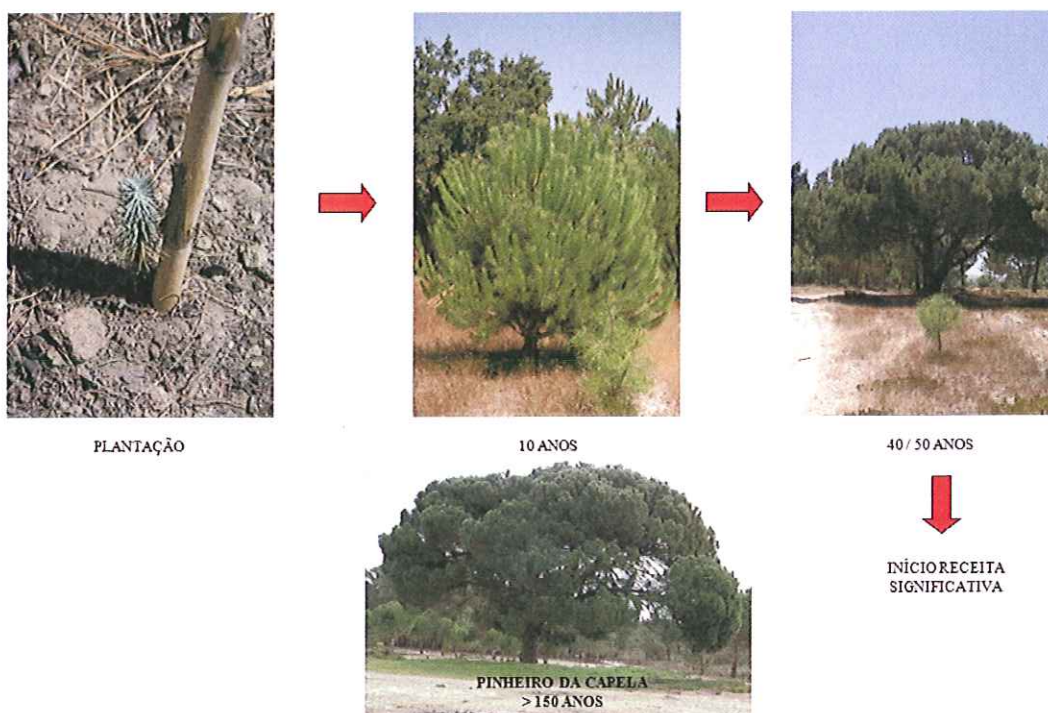 PLANTAÇÃO
10 ANOS
40 / 50 ANOS
INÍCIO RECEITA
SIGNIFICATIVA
PINHEIRO DA CAPELA
> 150 ANOS